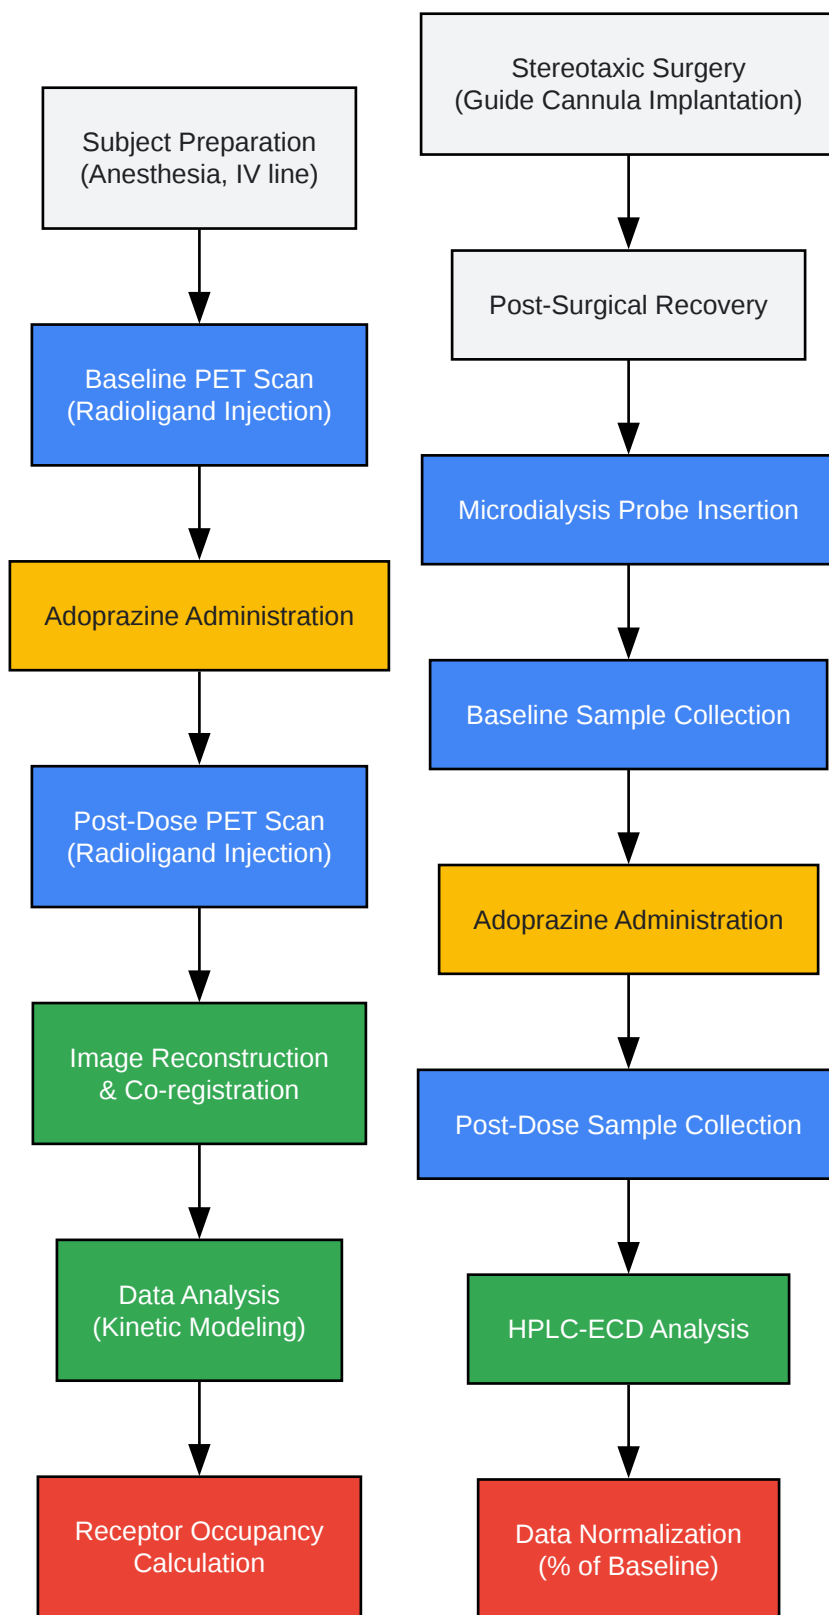 Subject Preparation
(Anesthesia, IV line)
Baseline PET Scan
(Radioligand Injection)
Adoprazine Administration
Post-Dose PET Scan
(Radioligand Injection)
Image Reconstruction
& Co-registration
Data Analysis
(Kinetic Modeling)
Receptor Occupancy
Calculation
Stereotaxic Surgery
(Guide Cannula Implantation)
Post-Surgical Recovery
Microdialysis Probe Insertion
Baseline Sample Collection
Adoprazine Administration
Post-Dose Sample Collection
HPLC-ECD Analysis
Data Normalization
(% of Baseline)